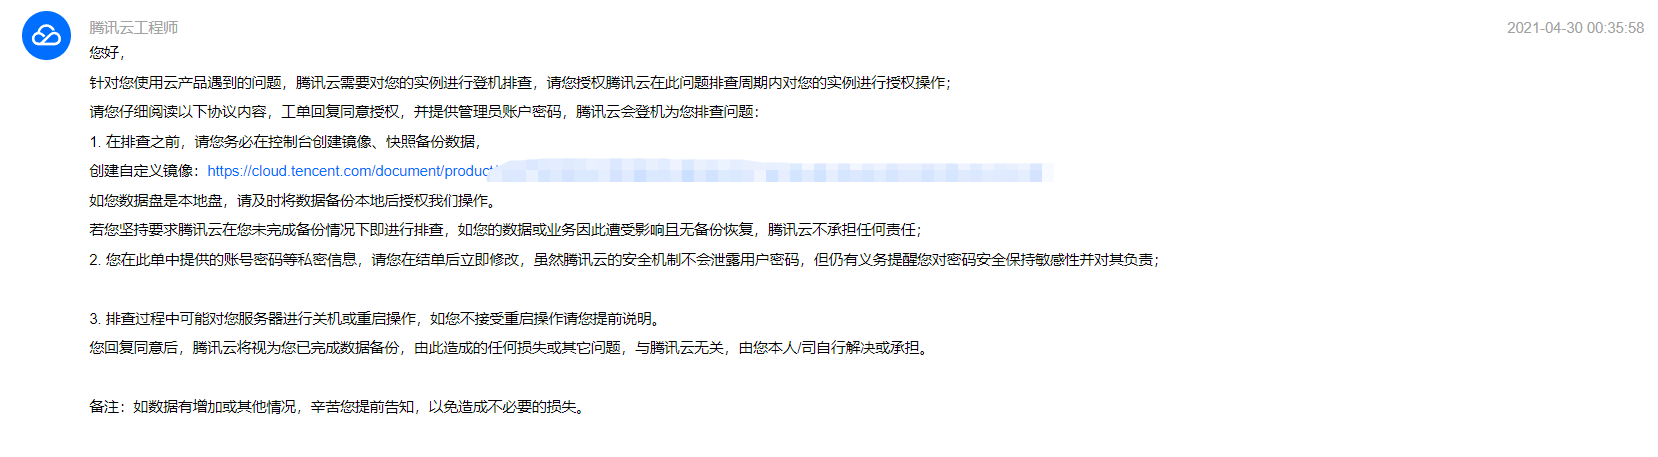 腾讯云工程师
2021-04-30 00:35:58
您好，
针对您使用云产品遇到的问题，腾讯云需要对您的实例进行登机排查，请您授权腾讯云在此问题排查周期内对您的实例进行授权操作；
请您仔细阅读以下协议内容，工单回复同意授权，并提供管理员账户密码，腾讯云会登机为您排查问题：
1. 在排查之前，请您务必在控制台创建镜像、快照备份数据，
创建自定义镜像：https://cloud.tencent.com/document/product
如您数据盘是本地盘，请及时将数据备份本地后授权我们操作。
若您坚持要求腾讯云在您未完成备份情况下即进行排查，如您的数据或业务因此遭受影响且无备份恢复，腾讯云不承担任何责任；
2. 您在此单中提供的账号密码等私密信息，请您在结单后立即修改，虽然腾讯云的安全机制不会泄露用户密码，但仍有义务提醒您对密码安全保持敏感性并对其负责；
3. 排查过程中可能对您服务器进行关机或重启操作，如您不接受重启操作请您提前说明。
您回复同意后，腾讯云将视为您已完成数据备份，由此造成的任何损失或其它问题，与腾讯云无关，由您本人/司自行解决或承担。
备注：如数据有增加或其他情况，辛苦您提前告知，以免造成不必要的损失。